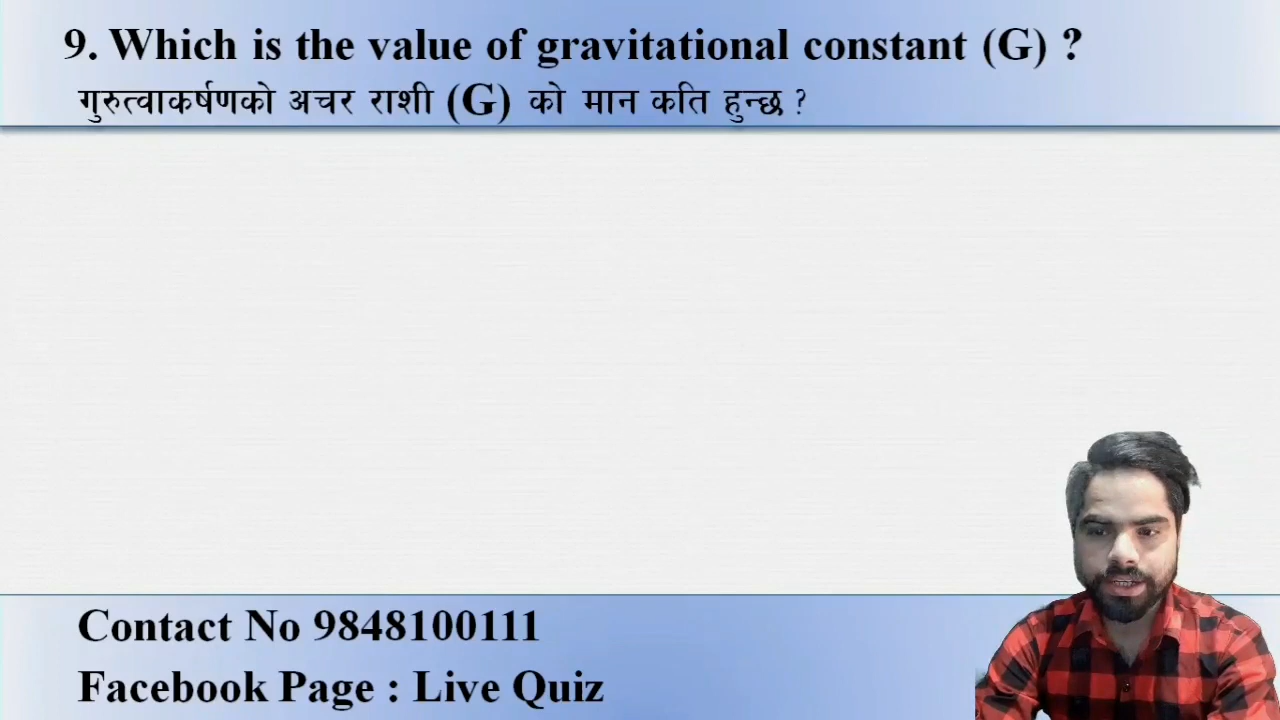 9. Which is the value of gravitational constant (G) ?
गुरुत्वाकर्षणको अचर राशी (G) को मान कति हुन्छ ?
Contact No 9848100111
Facebook Page : Live Quiz